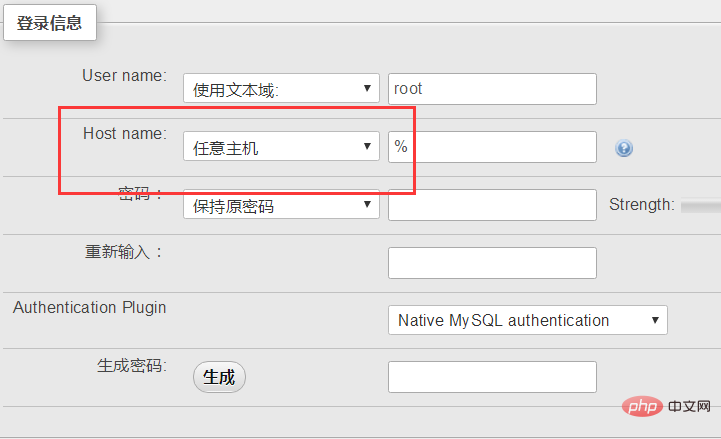 登录信息
User name: 使用文本域: root
Host name: 任意主机 %
密码： 保持原密码 Strength:
重新输入：
Authentication Plugin
Native MySQL authentication
生成密码: 生成
php 中文网